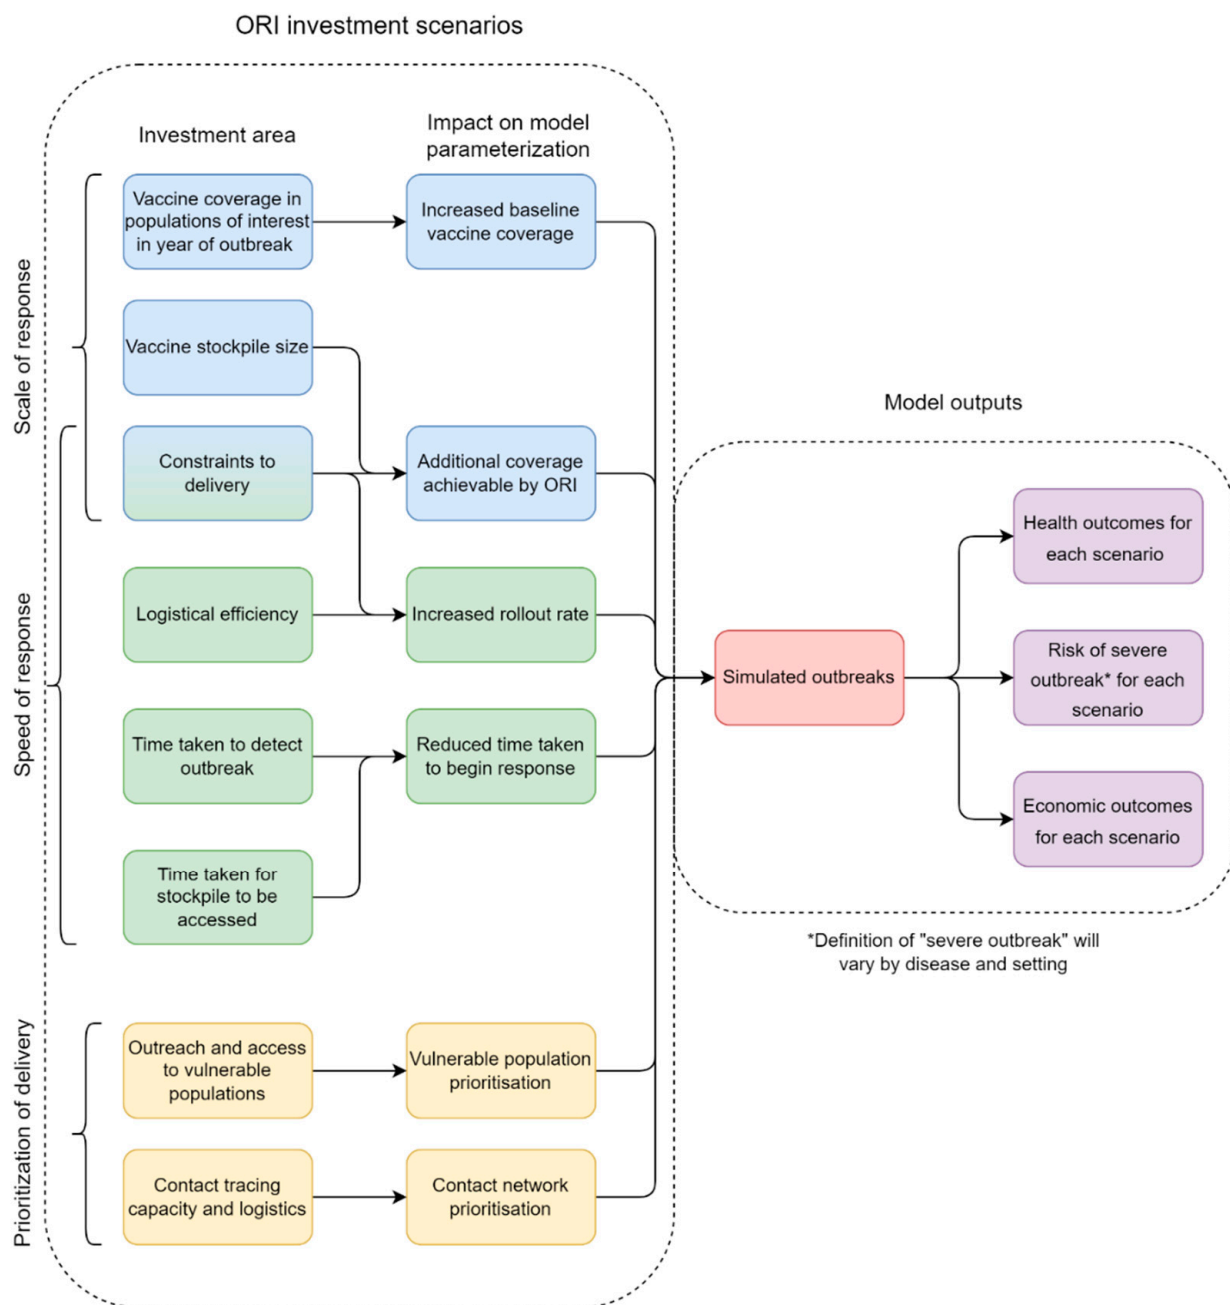 ORI investment scenarios
Investment area
Impact on model
parameterization
Scale of response
Vaccine coverage in
populations of interest
in year of outbreak
Increased baseline
vaccine coverage
Vaccine stockpile size
Constraints to
delivery
Additional coverage
achievable by ORI
Speed of response
Logistical efficiency
Increased rollout rate
Time taken to detect
outbreak
Reduced time taken
to begin response
Time taken for
stockpile to be
accessed
Prioritization of delivery
Outreach and access
to vulnerable
populations
Vulnerable population
prioritisation
Contact tracing
capacity and logistics
Contact network
prioritisation
Model outputs
Simulated outbreaks
Health outcomes for
each scenario
Risk of severe
outbreak* for each
scenario
Economic outcomes
for each scenario
*Definition of "severe outbreak" will
vary by disease and setting